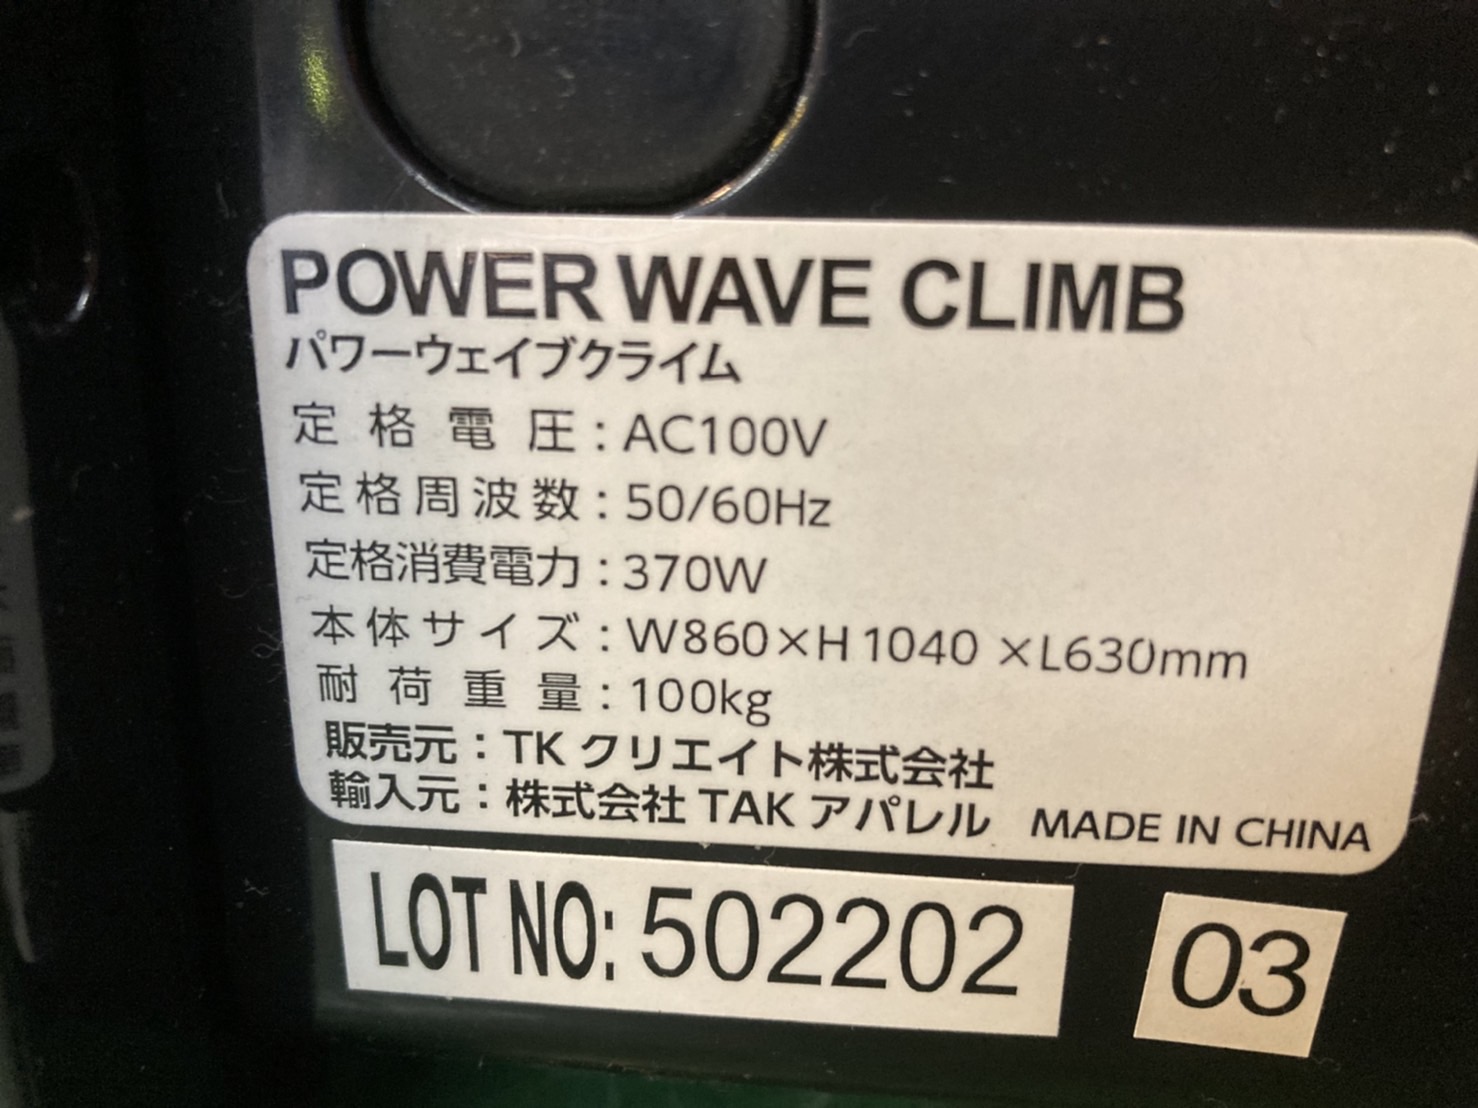 POWER WAVE CLIMB
パワーウェイブクライム
定格電圧：AC100V
定格周波数：50/60Hz
定格消費電力：370W
本体サイズ：W860×H1040×L630mm
耐荷重量：100kg
販売元：TKクリエイト株式会社
輸入元：株式会社TAKアパレル MADE IN CHINA
LOT NO: 502202
03